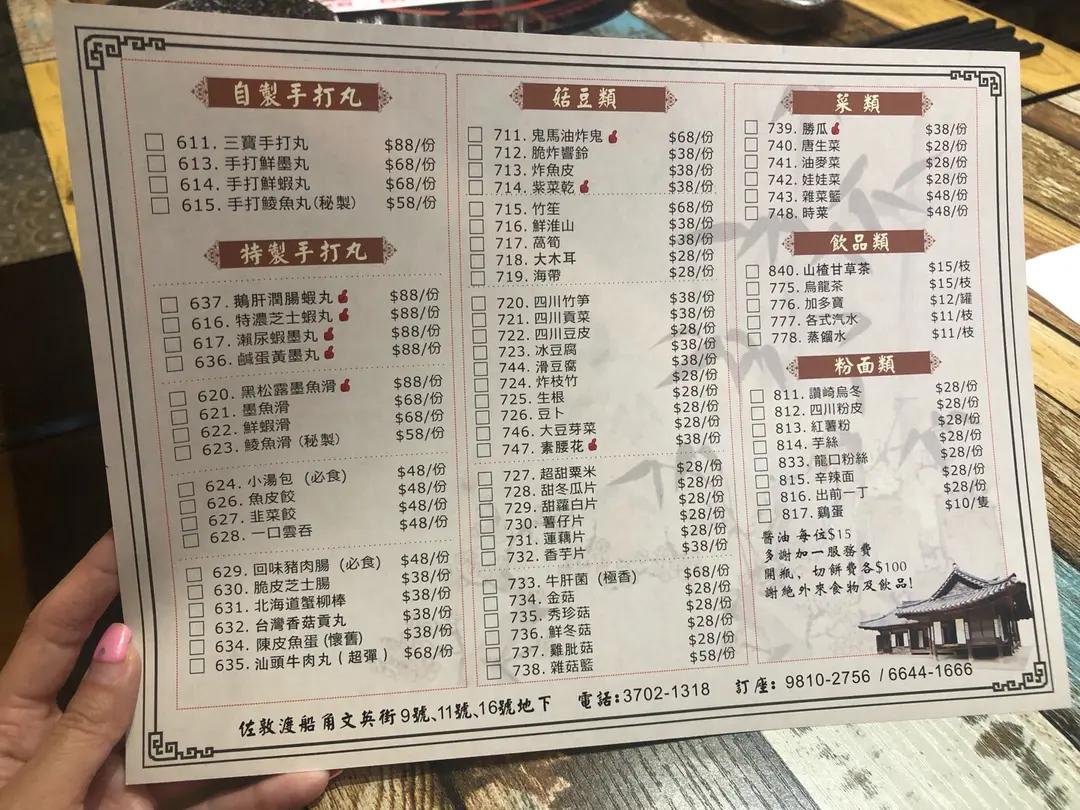 自製手打丸
611. 三寶手打丸 $88/份
613. 手打鮮墨丸 $68/份
614. 手打鮮蝦丸 $68/份
615. 手打鯪魚丸(秘製) $58/份
特製手打丸
637. 鵝肝潤腸蝦丸 $88/份
616. 特濃芝士蝦丸 $88/份
617. 瀨尿蝦墨丸 $88/份
636. 鹹蛋黃墨丸 $88/份
620. 黑松露墨魚滑 $88/份
621. 墨魚滑 $68/份
622. 鮮蝦滑 $68/份
623. 鯪魚滑(秘製) $58/份
624. 小湯包 (必食) $48/份
626. 魚皮餃 $48/份
627. 韭菜餃 $48/份
628. 一口雲吞 $48/份
629. 回味豬肉腸 (必食) $48/份
630. 脆皮芝士腸 $38/份
631. 北海道蟹柳棒 $38/份
632. 台灣香菇貢丸 $38/份
634. 陳皮魚蛋(懷舊) $38/份
635. 汕頭牛肉丸(超彈) $68/份
菇豆類
711. 鬼馬油炸鬼 $68/份
712. 脆炸響鈴 $38/份
713. 炸魚皮 $38/份
714. 紫菜乾 $38/份
715. 竹笙 $68/份
716. 鮮淮山 $38/份
717. 萵筍 $38/份
718. 大木耳 $28/份
719. 海帶 $28/份
720. 四川竹笋 $38/份
721. 四川貢菜 $38/份
722. 四川豆皮 $28/份
723. 冰豆腐 $38/份
744. 滑豆腐 $38/份
724. 炸枝竹 $28/份
725. 生根 $28/份
726. 豆卜 $28/份
746. 大豆芽菜 $28/份
747. 素腰花 $38/份
727. 超甜粟米 $28/份
728. 甜冬瓜片 $28/份
729. 甜蘿白片 $28/份
730. 薯仔片 $28/份
731. 蓮藕片 $28/份
732. 香芋片 $38/份
733. 牛肝菌 (極香) $68/份
734. 金菇 $28/份
735. 秀珍菇 $28/份
736. 鮮冬菇 $28/份
737. 雞肶菇 $28/份
738. 雜菇籃 $58/份
菜類
739. 勝瓜 $38/份
740. 唐生菜 $28/份
741. 油麥菜 $28/份
742. 娃娃菜 $28/份
743. 雜菜籃 $48/份
748. 時菜 $48/份
飲品類
840. 山楂甘草茶 $15/枝
775. 烏龍茶 $15/枝
776. 加多寶 $12/罐
777. 各式汽水 $11/枝
778. 蒸餾水 $11/枝
粉面類
811. 讚崎烏冬 $28/份
812. 四川粉皮 $28/份
813. 紅薯粉 $28/份
814. 芋絲 $28/份
833. 龍口粉絲 $28/份
815. 辛辣面 $28/份
816. 出前一丁 $28/份
817. 鷄蛋 $10/隻
醬油 每位$15
多謝加一服務費
開瓶，切餅費各$100
謝絶外來食物及飲品!
佐敦渡船角文英街9號、11號、16號地下 電話:3702-1318 訂座: 9810-2756 / 6644-1666